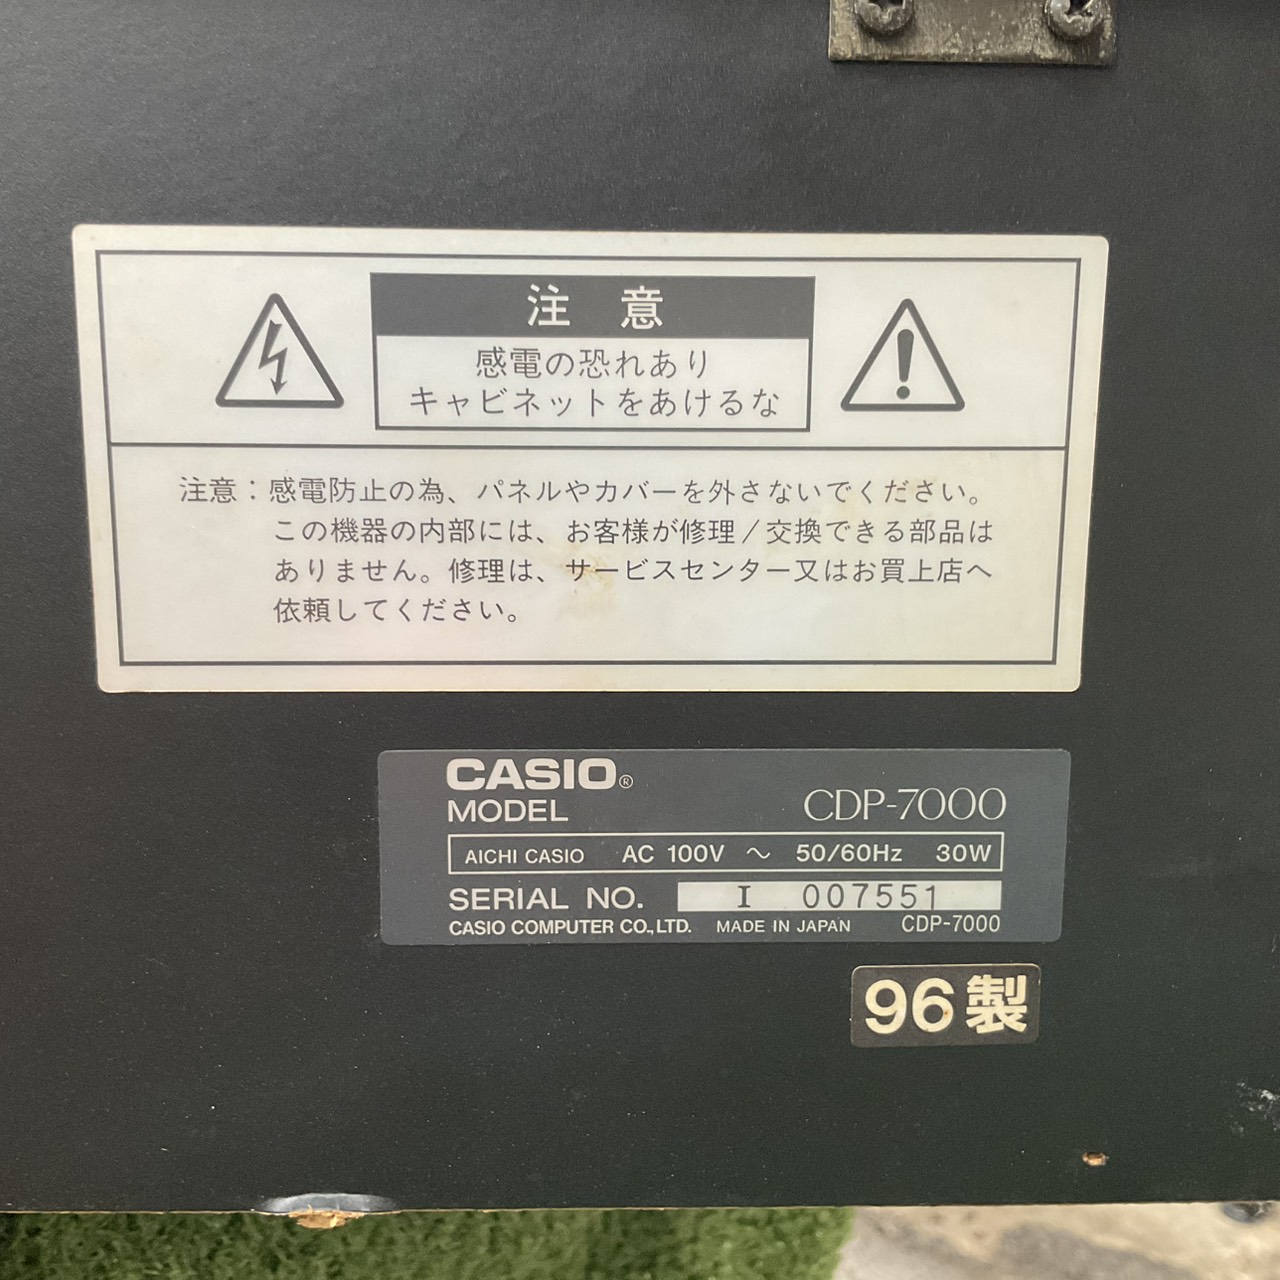 注 意
感電の恐れあり
キャビネットをあけるな
注意：感電防止の為、パネルやカバーを外さないでください。
この機器の内部には、お客様が修理／交換できる部品は
ありません。修理は、サービスセンター又はお買上店へ
依頼してください。
CASIO®
MODEL CDP-7000
AICHI CASIO AC 100V ～ 50/60Hz 30W
SERIAL NO. I 007551
CASIO COMPUTER CO.,LTD. MADE IN JAPAN CDP-7000
96製